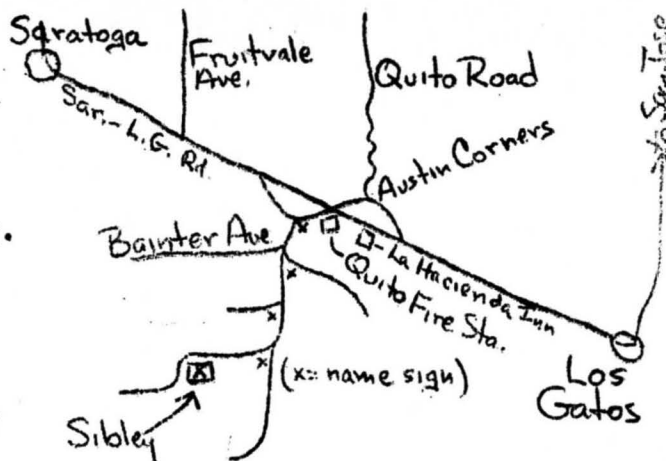 Saratoga
Fruitvale
Ave.
Quito Road
Sar.-L.G. Rd
Austin Corners
Bainter Ave
La Hacienda Inn
Quito Fire Sta.
(x= name sign)
Los
Gatos
Sibley
x
x
x
x
x